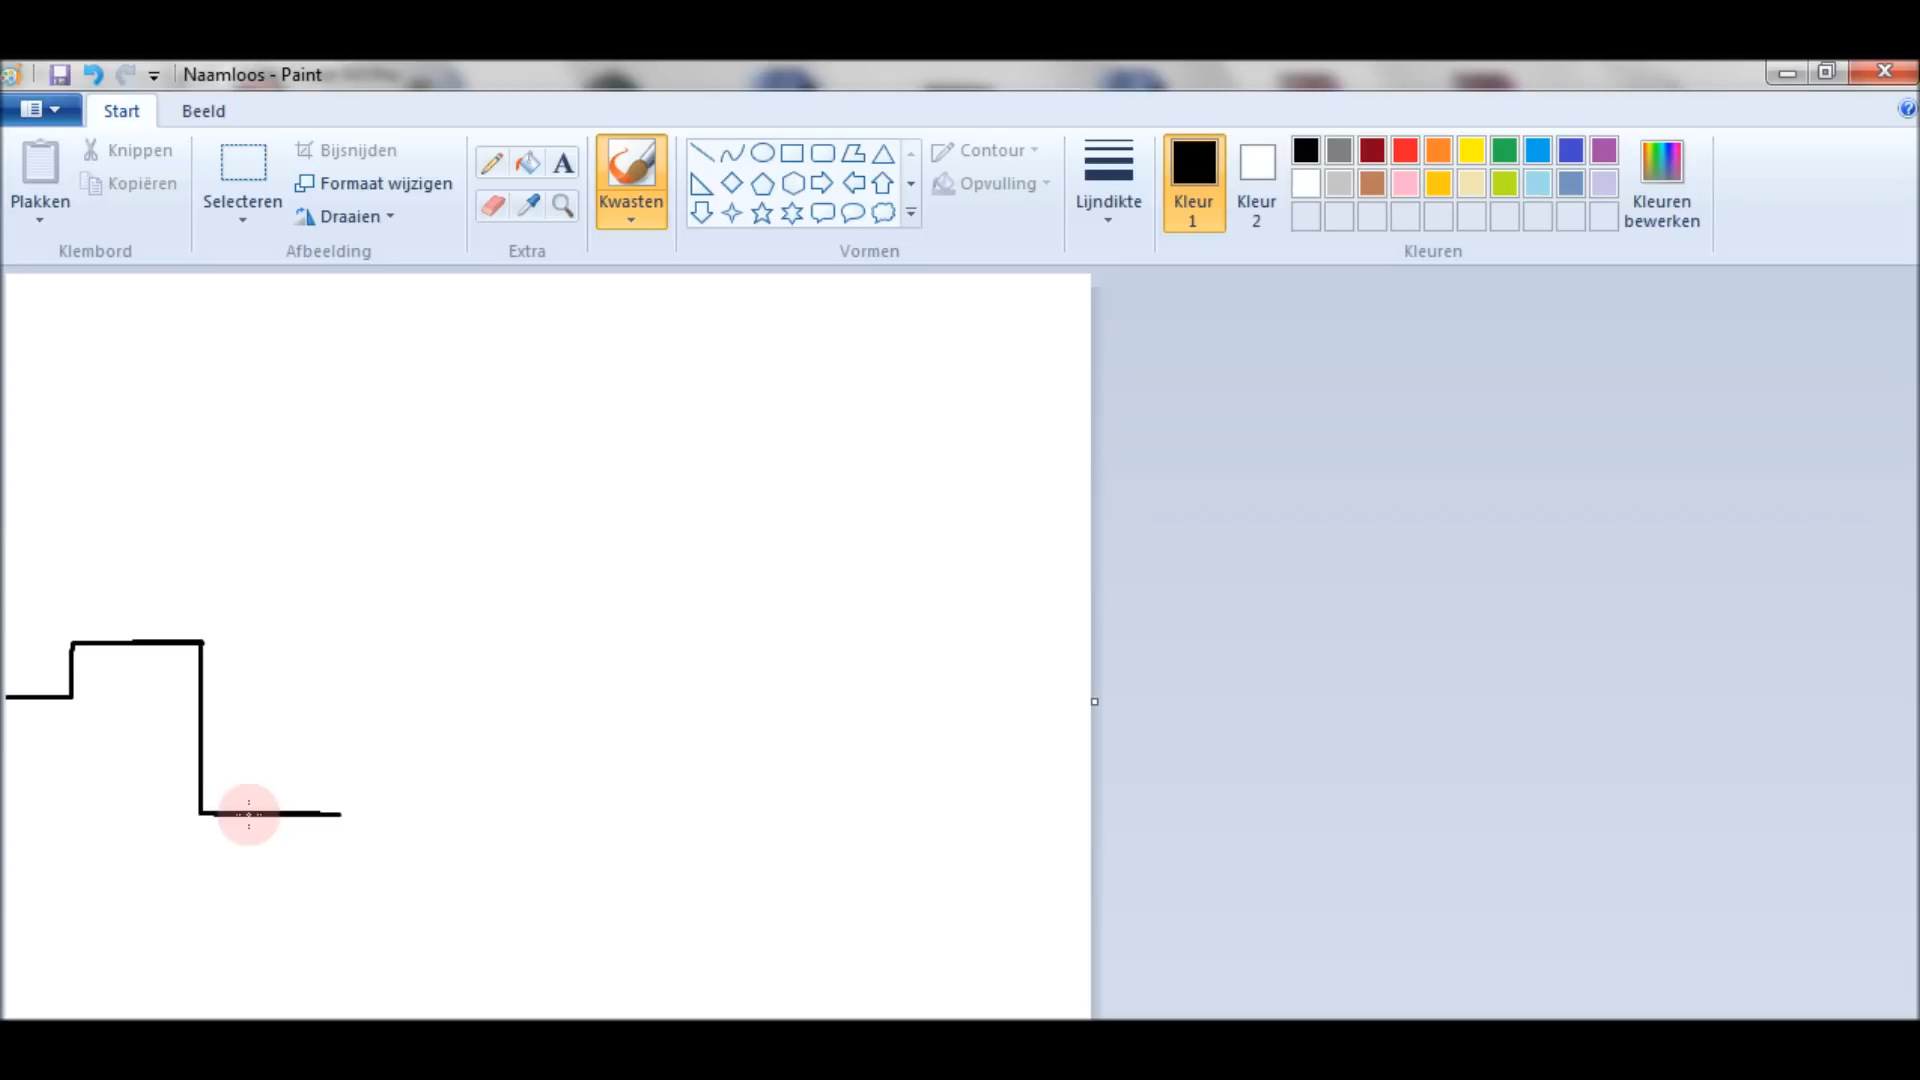 Naamloos - Paint
Start
Beeld
Plakken
Knippen
Kopiëren
Klembord
Selecteren
Bijsnijden
Formaat wijzigen
Draaien
Afbeelding
A
Extra
Kwasten
Vormen
Contour
Opvulling
Lijndikte
Kleur
1
Kleur
2
Kleuren
bewerken
Kleuren